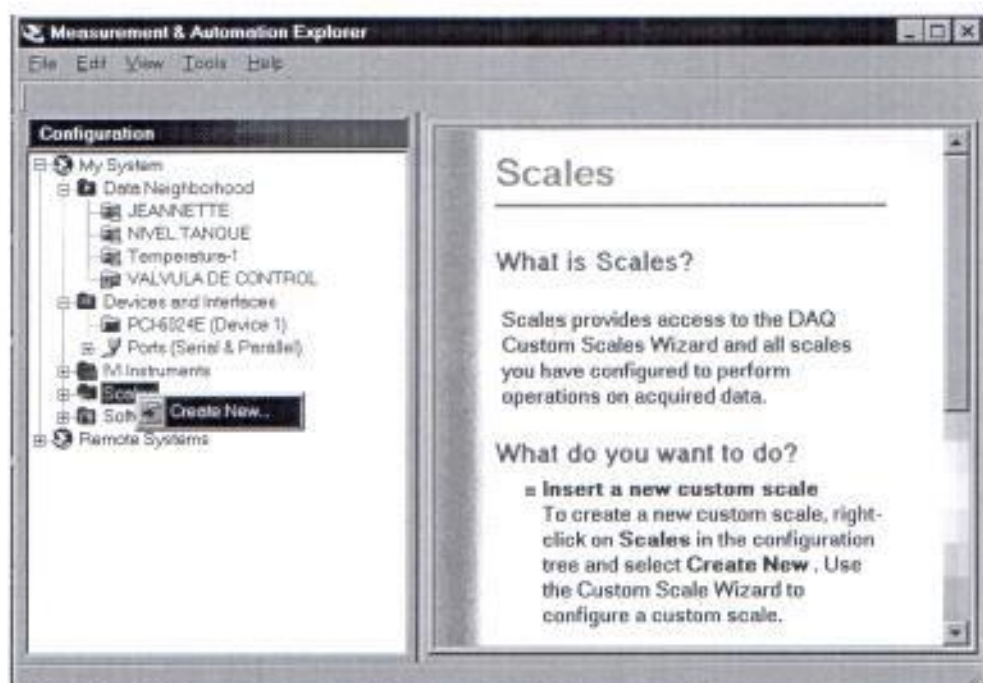 Measurement & Automation Explorer
File Edit View Tools Help
Configuration
My System
Data Neighborhood
JEANNETTE
NIVEL TANQUE
Temperature-1
VALVULA DE CONTROL
Devices and Interfaces
PCI-6024E (Device 1)
Ports (Serial & Parallel)
IVI Instruments
Scales
Create New...
Remote Systems
Scales
What is Scales?
Scales provides access to the DAQ
Custom Scales Wizard and all scales
you have configured to perform
operations on acquired data.
What do you want to do?
Insert a new custom scale
To create a new custom scale, right-
click on Scales in the configuration
tree and select Create New . Use
the Custom Scale Wizard to
configure a custom scale.